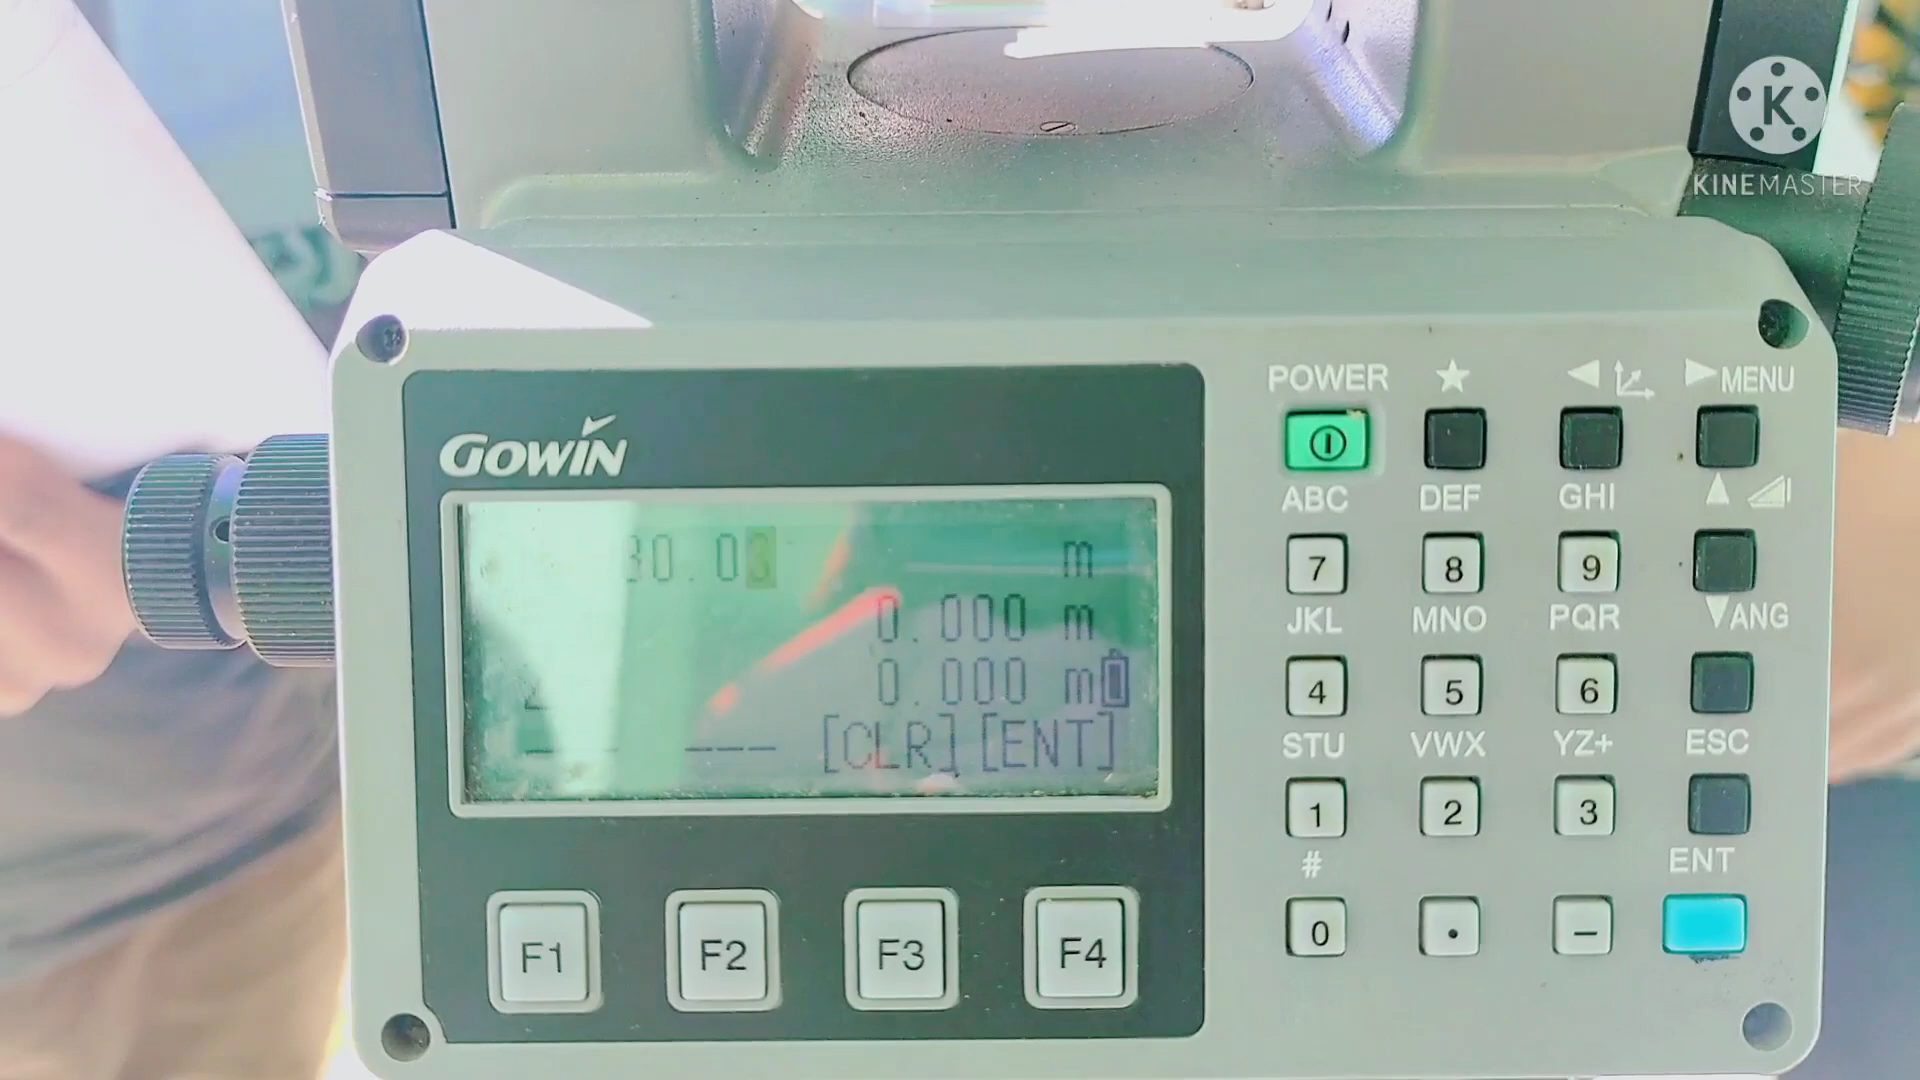 K
KINEMASTER
GOWIN
POWER ★ ◀ ▶MENU
30.03 m
ABC DEF GHI ▲
7 8 9
0.000 m
JKL MNO PQR ▼ANG
0.000 m
4 5 6
--- [CLR] [ENT]
STU VWX YZ+ ESC
1 2 3
# ENT
F1 F2 F3 F4
0 . –